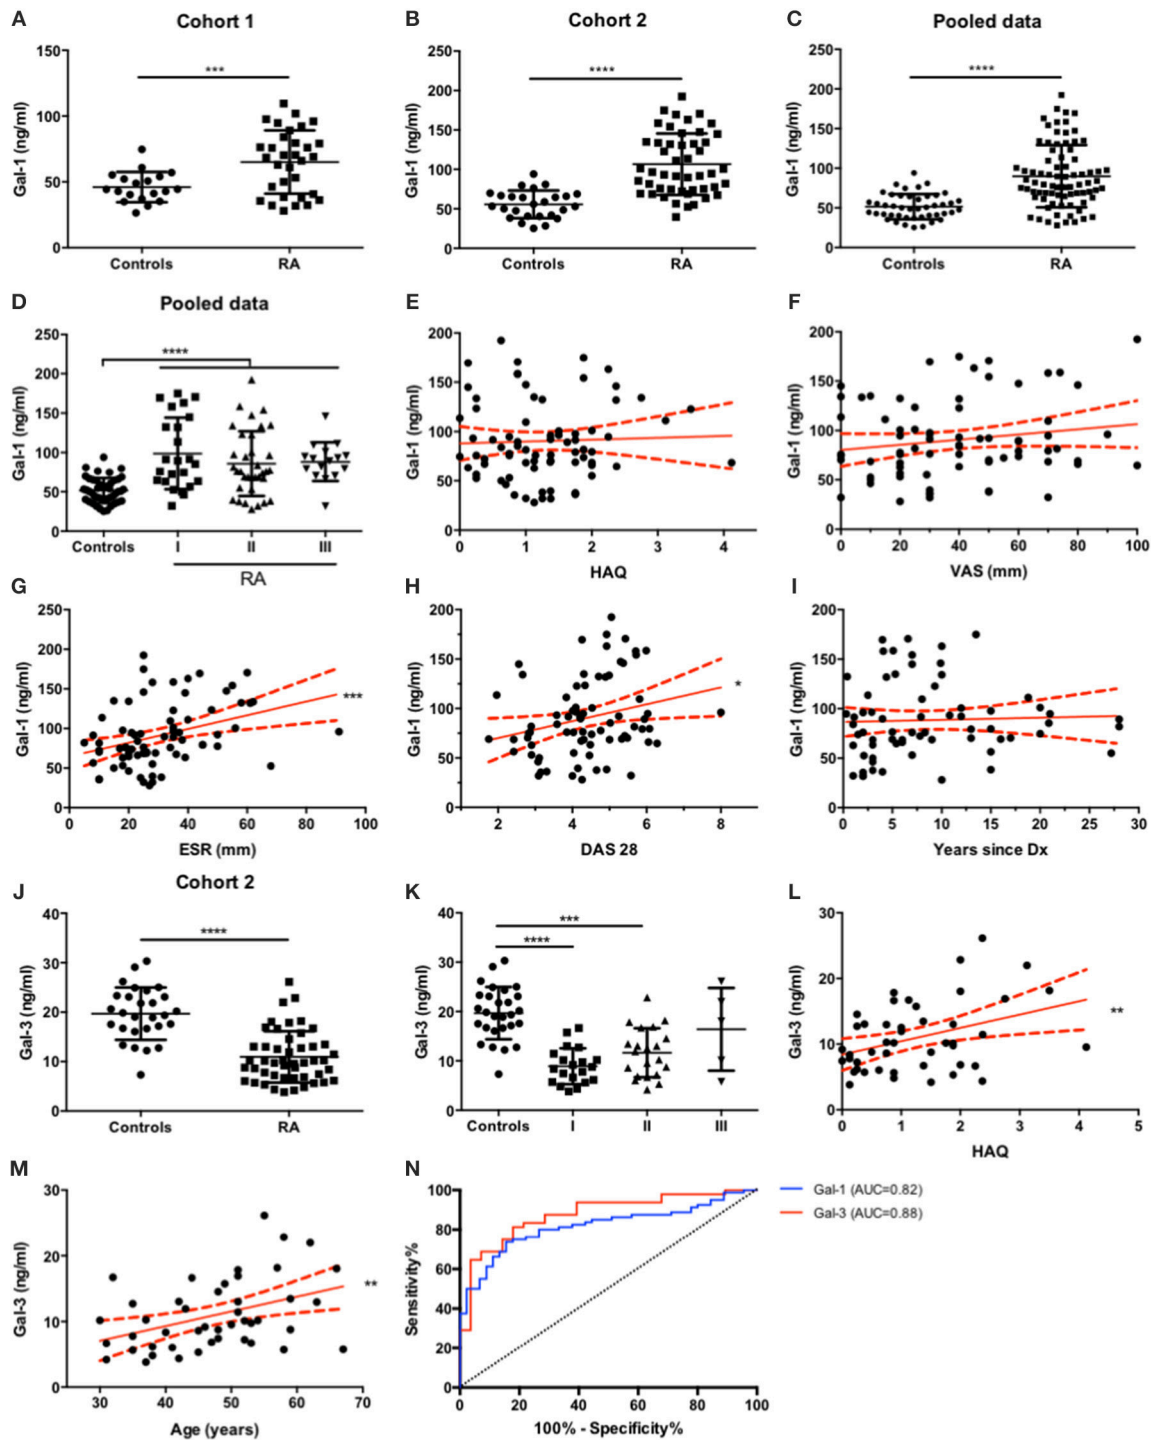 A
Cohort 1
Gal-1 (ng/ml)
150
100
50
0
***
Controls
RA
B
Cohort 2
Gal-1 (ng/ml)
250
200
150
100
50
0
****
Controls
RA
C
Pooled data
Gal-1 (ng/ml)
250
200
150
100
50
0
****
Controls
RA
D
Pooled data
Gal-1 (ng/ml)
250
200
150
100
50
0
****
Controls
I
II
III
RA
E
Gal-1 (ng/ml)
200
150
100
50
0
0
1
2
3
4
HAQ
F
Gal-1 (ng/ml)
200
150
100
50
0
0
20
40
60
80
100
VAS (mm)
G
Gal-1 (ng/ml)
250
200
150
100
50
0
***
0
20
40
60
80
100
ESR (mm)
H
Gal-1 (ng/ml)
200
150
100
50
0
*
2
4
6
8
DAS 28
I
Gal-1 (ng/ml)
200
150
100
50
0
0
5
10
15
20
25
30
Years since Dx
J
Cohort 2
Gal-3 (ng/ml)
40
30
20
10
0
****
Controls
RA
K
Gal-3 (ng/ml)
40
30
20
10
0
***
****
Controls
I
II
III
L
Gal-3 (ng/ml)
30
20
10
0
**
0
1
2
3
4
5
HAQ
M
Gal-3 (ng/ml)
30
20
10
0
**
30
40
50
60
70
Age (years)
N
Sensitivity%
100
80
60
40
20
0
0
20
40
60
80
100
100% - Specificity%
Gal-1 (AUC=0.82)
Gal-3 (AUC=0.88)